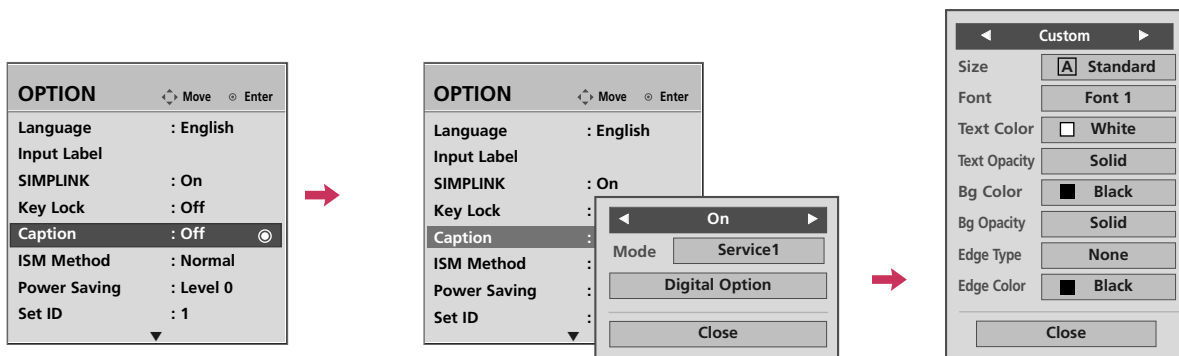 OPTION Move Enter
Language : English
Input Label
SIMPLINK : On
Key Lock : Off
Caption : Off
ISM Method : Normal
Power Saving : Level 0
Set ID : 1
OPTION Move Enter
Language : English
Input Label
SIMPLINK : On
Key Lock :
Caption :
ISM Method :
Power Saving :
Set ID :
On
Mode Service1
Digital Option
Close
Custom
Size A Standard
Font Font 1
Text Color White
Text Opacity Solid
Bg Color Black
Bg Opacity Solid
Edge Type None
Edge Color Black
Close